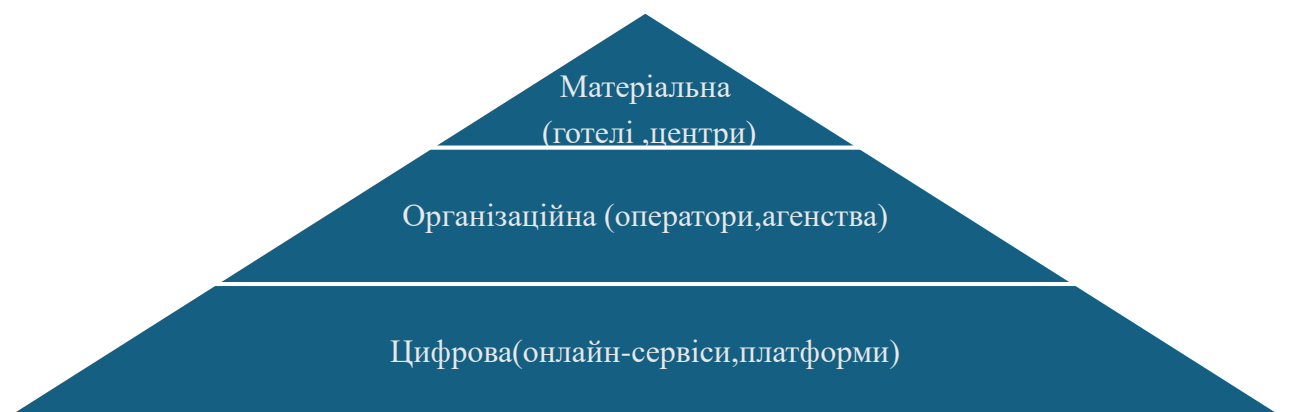 Матеріальна
(готелі ,центри)
Організаційна (оператори,агенства)
Цифрова(онлайн-сервіси,платформи)